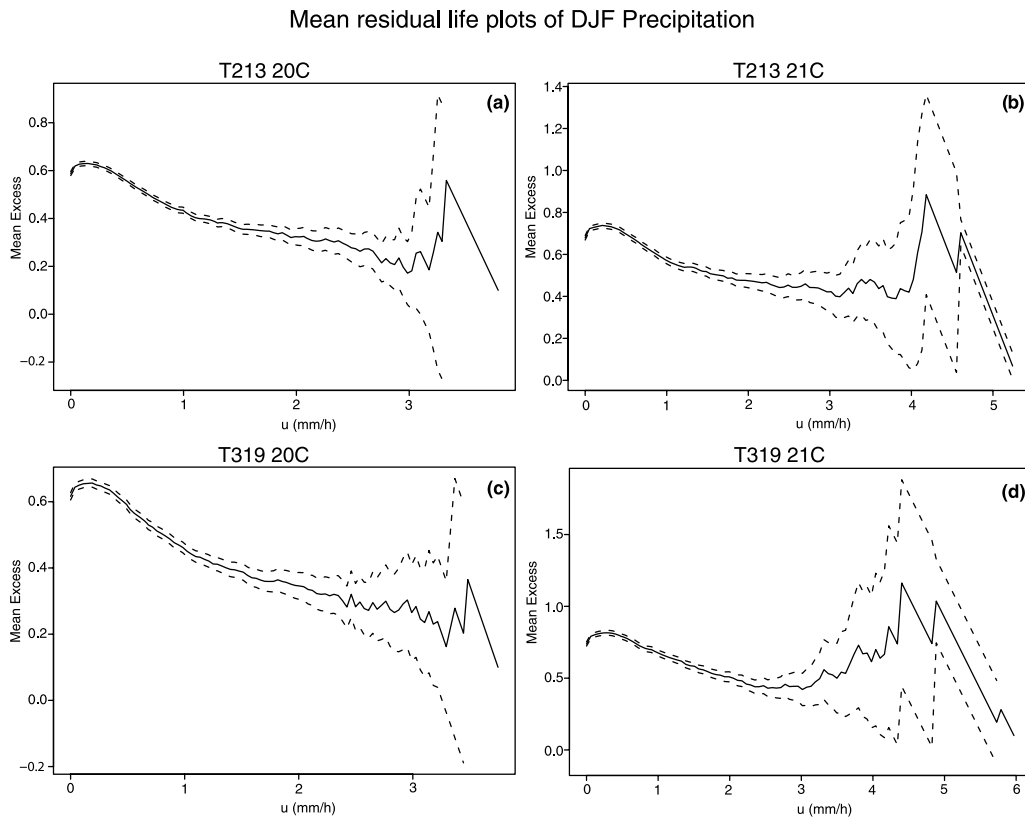 Mean residual life plots of DJF Precipitation
T213 20C
(a)
Mean Excess
0.8
0.6
0.4
0.2
0.0
−0.2
0 1 2 3
u (mm/h)
T213 21C
(b)
Mean Excess
1.4
1.2
1.0
0.8
0.6
0.4
0.2
0.0
0 1 2 3 4 5
u (mm/h)
T319 20C
(c)
Mean Excess
0.6
0.4
0.2
0.0
−0.2
0 1 2 3
u (mm/h)
T319 21C
(d)
Mean Excess
1.5
1.0
0.5
0.0
0 1 2 3 4 5 6
u (mm/h)